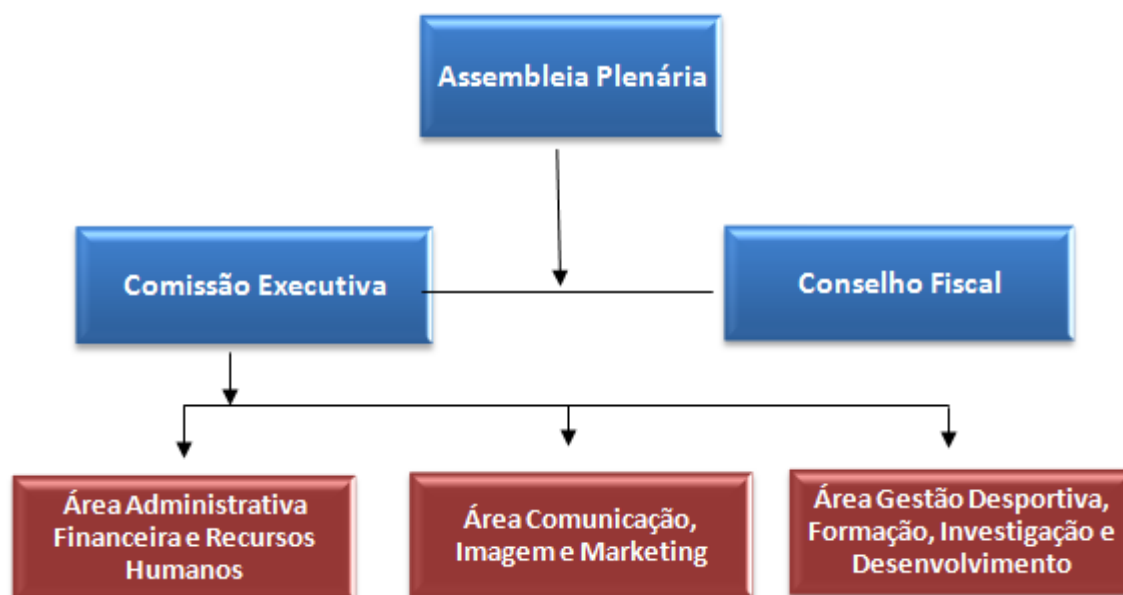 Assembleia Plenária
Comissão Executiva
Conselho Fiscal
Área Administrativa
Financeira e Recursos
Humanos
Área Comunicação,
Imagem e Marketing
Área Gestão Desportiva,
Formação, Investigação e
Desenvolvimento